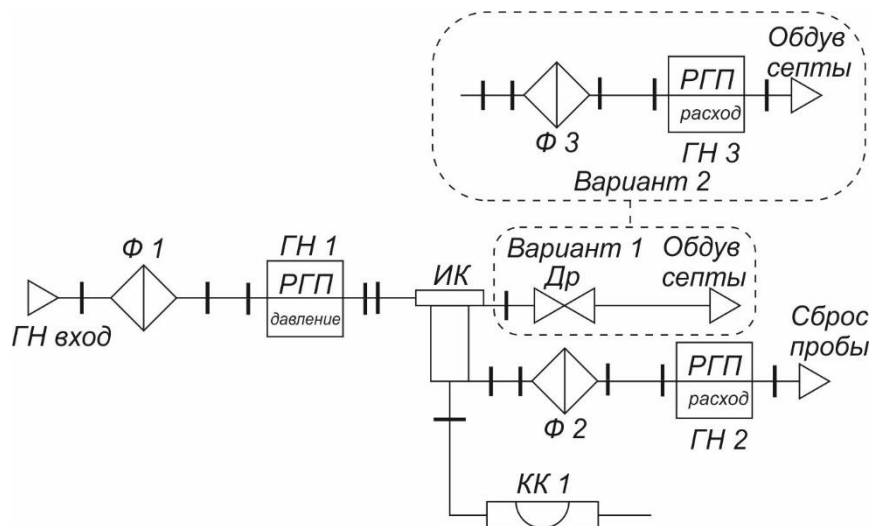 Обдув
септы
РГП
расход
Ф 3
ГН 3
Вариант 2
Вариант 1
Обдув
септы
Др
Ф 1
ГН 1
РГП
давление
ИК
ГН вход
Сброс
пробы
РГП
расход
Ф 2
ГН 2
КК 1